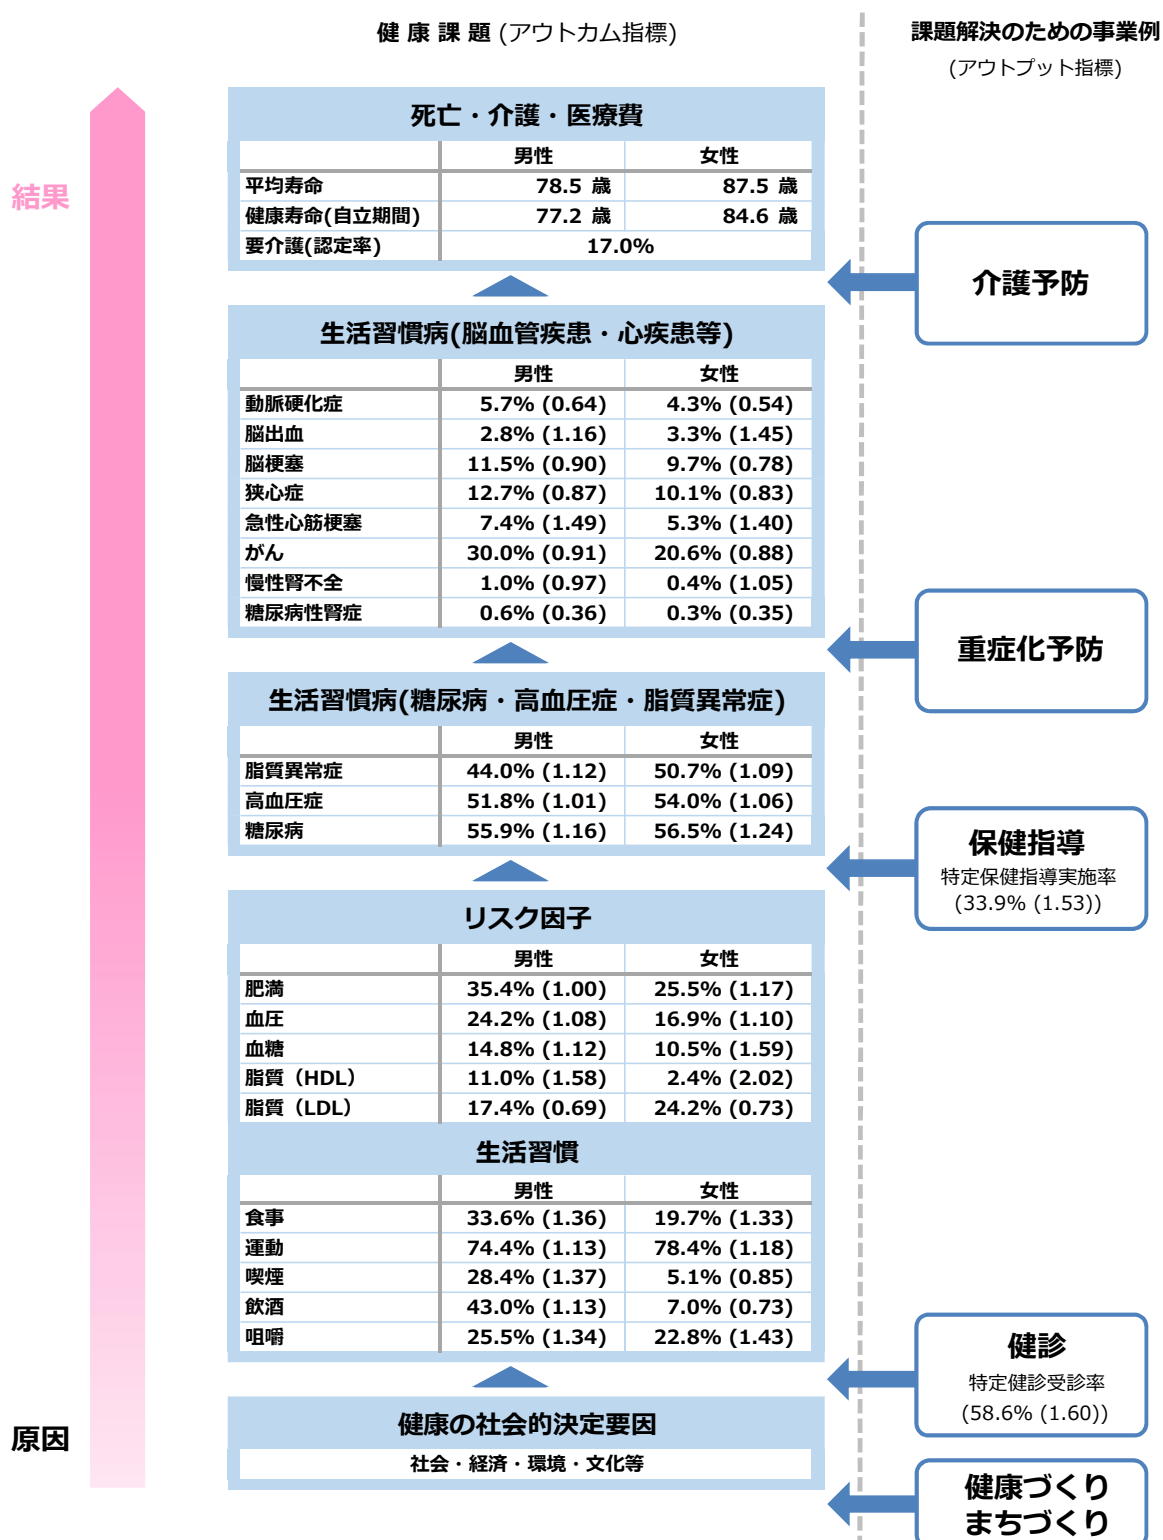 健 康 課 題 (アウトカム指標)
課題解決のための事業例
(アウトプット指標)
結果
死亡・介護・医療費
男性 女性
平均寿命 78.5 歳 87.5 歳
健康寿命(自立期間) 77.2 歳 84.6 歳
要介護(認定率) 17.0%
介護予防
生活習慣病(脳血管疾患・心疾患等)
男性 女性
動脈硬化症 5.7% (0.64) 4.3% (0.54)
脳出血 2.8% (1.16) 3.3% (1.45)
脳梗塞 11.5% (0.90) 9.7% (0.78)
狭心症 12.7% (0.87) 10.1% (0.83)
急性心筋梗塞 7.4% (1.49) 5.3% (1.40)
がん 30.0% (0.91) 20.6% (0.88)
慢性腎不全 1.0% (0.97) 0.4% (1.05)
糖尿病性腎症 0.6% (0.36) 0.3% (0.35)
重症化予防
生活習慣病(糖尿病・高血圧症・脂質異常症)
男性 女性
脂質異常症 44.0% (1.12) 50.7% (1.09)
高血圧症 51.8% (1.01) 54.0% (1.06)
糖尿病 55.9% (1.16) 56.5% (1.24)
保健指導
特定保健指導実施率
(33.9% (1.53))
リスク因子
男性 女性
肥満 35.4% (1.00) 25.5% (1.17)
血圧 24.2% (1.08) 16.9% (1.10)
血糖 14.8% (1.12) 10.5% (1.59)
脂質（HDL） 11.0% (1.58) 2.4% (2.02)
脂質（LDL） 17.4% (0.69) 24.2% (0.73)
生活習慣
男性 女性
食事 33.6% (1.36) 19.7% (1.33)
運動 74.4% (1.13) 78.4% (1.18)
喫煙 28.4% (1.37) 5.1% (0.85)
飲酒 43.0% (1.13) 7.0% (0.73)
咀嚼 25.5% (1.34) 22.8% (1.43)
健診
特定健診受診率
(58.6% (1.60))
原因
健康の社会的決定要因
社会・経済・環境・文化等
健康づくり
まちづくり